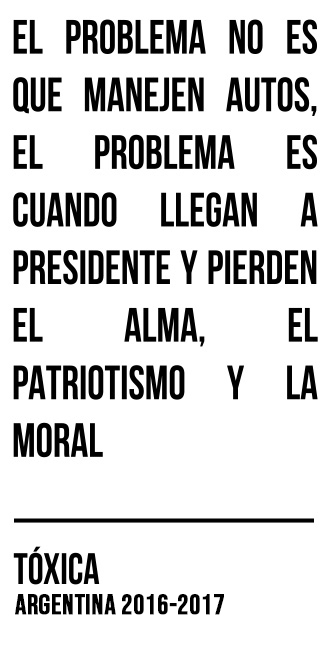 EL PROBLEMA NO ES
QUE MANEJEN AUTOS,
EL PROBLEMA ES
CUANDO LLEGAN A
PRESIDENTE Y PIERDEN
EL ALMA, EL
PATRIOTISMO Y LA
MORAL
TÓXICA
ARGENTINA 2016-2017